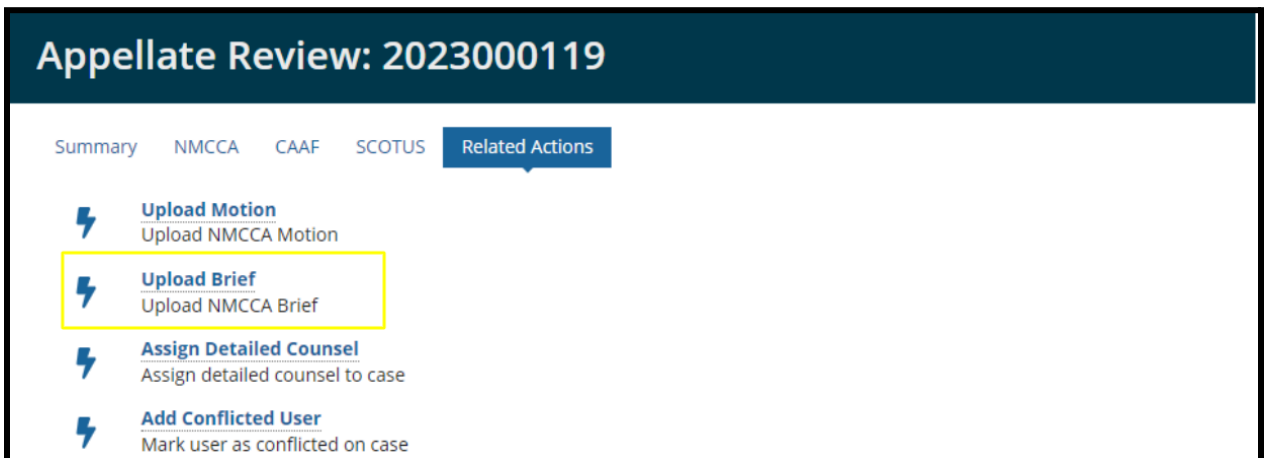 Appellate Review: 2023000119
Summary NMCCA CAAF SCOTUS Related Actions
Upload Motion
Upload NMCCA Motion
Upload Brief
Upload NMCCA Brief
Assign Detailed Counsel
Assign detailed counsel to case
Add Conflicted User
Mark user as conflicted on case